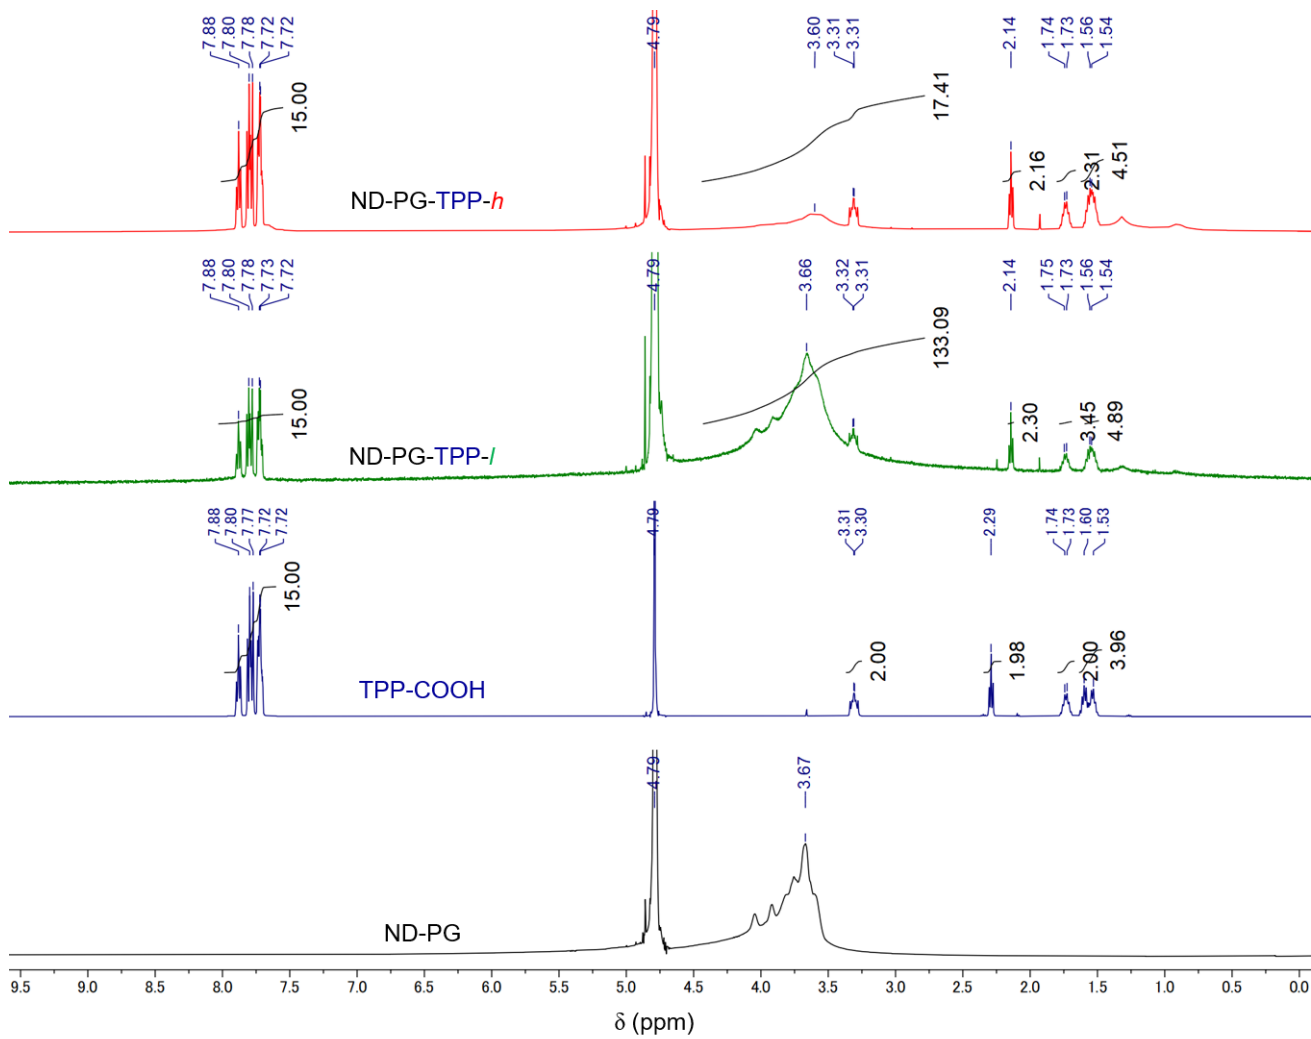 7.88 7.80 7.78 7.72 7.72 4.79 3.60 3.31 3.31 2.14 1.74 1.73 1.56 1.54
15.00 17.41 2.16 2.31 4.51
ND-PG-TPP-h
7.88 7.80 7.78 7.73 7.72 4.79 3.66 3.32 3.31 2.14 1.75 1.73 1.56 1.54
15.00 133.09 2.30 3.45 4.89
ND-PG-TPP-l
7.88 7.80 7.77 7.72 7.72 4.79 3.31 3.30 2.29 1.74 1.73 1.60 1.53
15.00 2.00 1.98 2.00 3.96
TPP-COOH
4.79 3.67
ND-PG
9.5 9.0 8.5 8.0 7.5 7.0 6.5 6.0 5.5 5.0 4.5 4.0 3.5 3.0 2.5 2.0 1.5 1.0 0.5 0.0
δ (ppm)